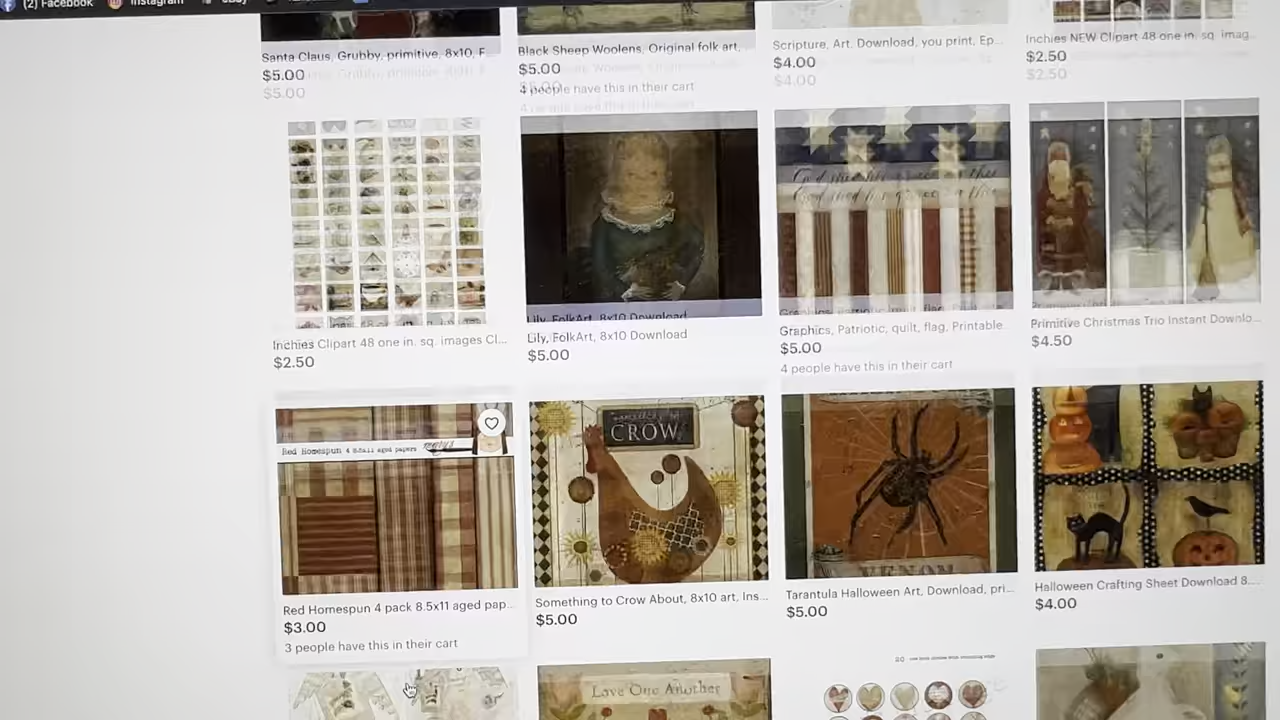 (2) Facebook
Instagram
Santa Claus, Grubby, primitive, 8x10, F...
$5.00
Black Sheep Woolens, Original folk art,...
$5.00
4 people have this in their cart
Scripture, Art. Download, you print, Ep...
$4.00
Inchies NEW Clipart 48 one in. sq. imag...
$2.50
Inchies Clipart 48 one in. sq. images Cl...
$2.50
Lily, FolkArt, 8x10 Download
$5.00
Graphics, Patriotic, quilt, flag, Printable
$5.00
4 people have this in their cart
Primitive Christmas Trio Instant Downlo...
$4.50
Red Homespun 4 small aged papers
CROW
VENOM
Red Homespun 4 pack 8.5x11 aged pap...
$3.00
3 people have this in their cart
Something to Crow About, 8x10 art, Ins...
$5.00
Tarantula Halloween Art, Download, pri...
$5.00
Halloween Crafting Sheet Download 8....
$4.00
Love One Another